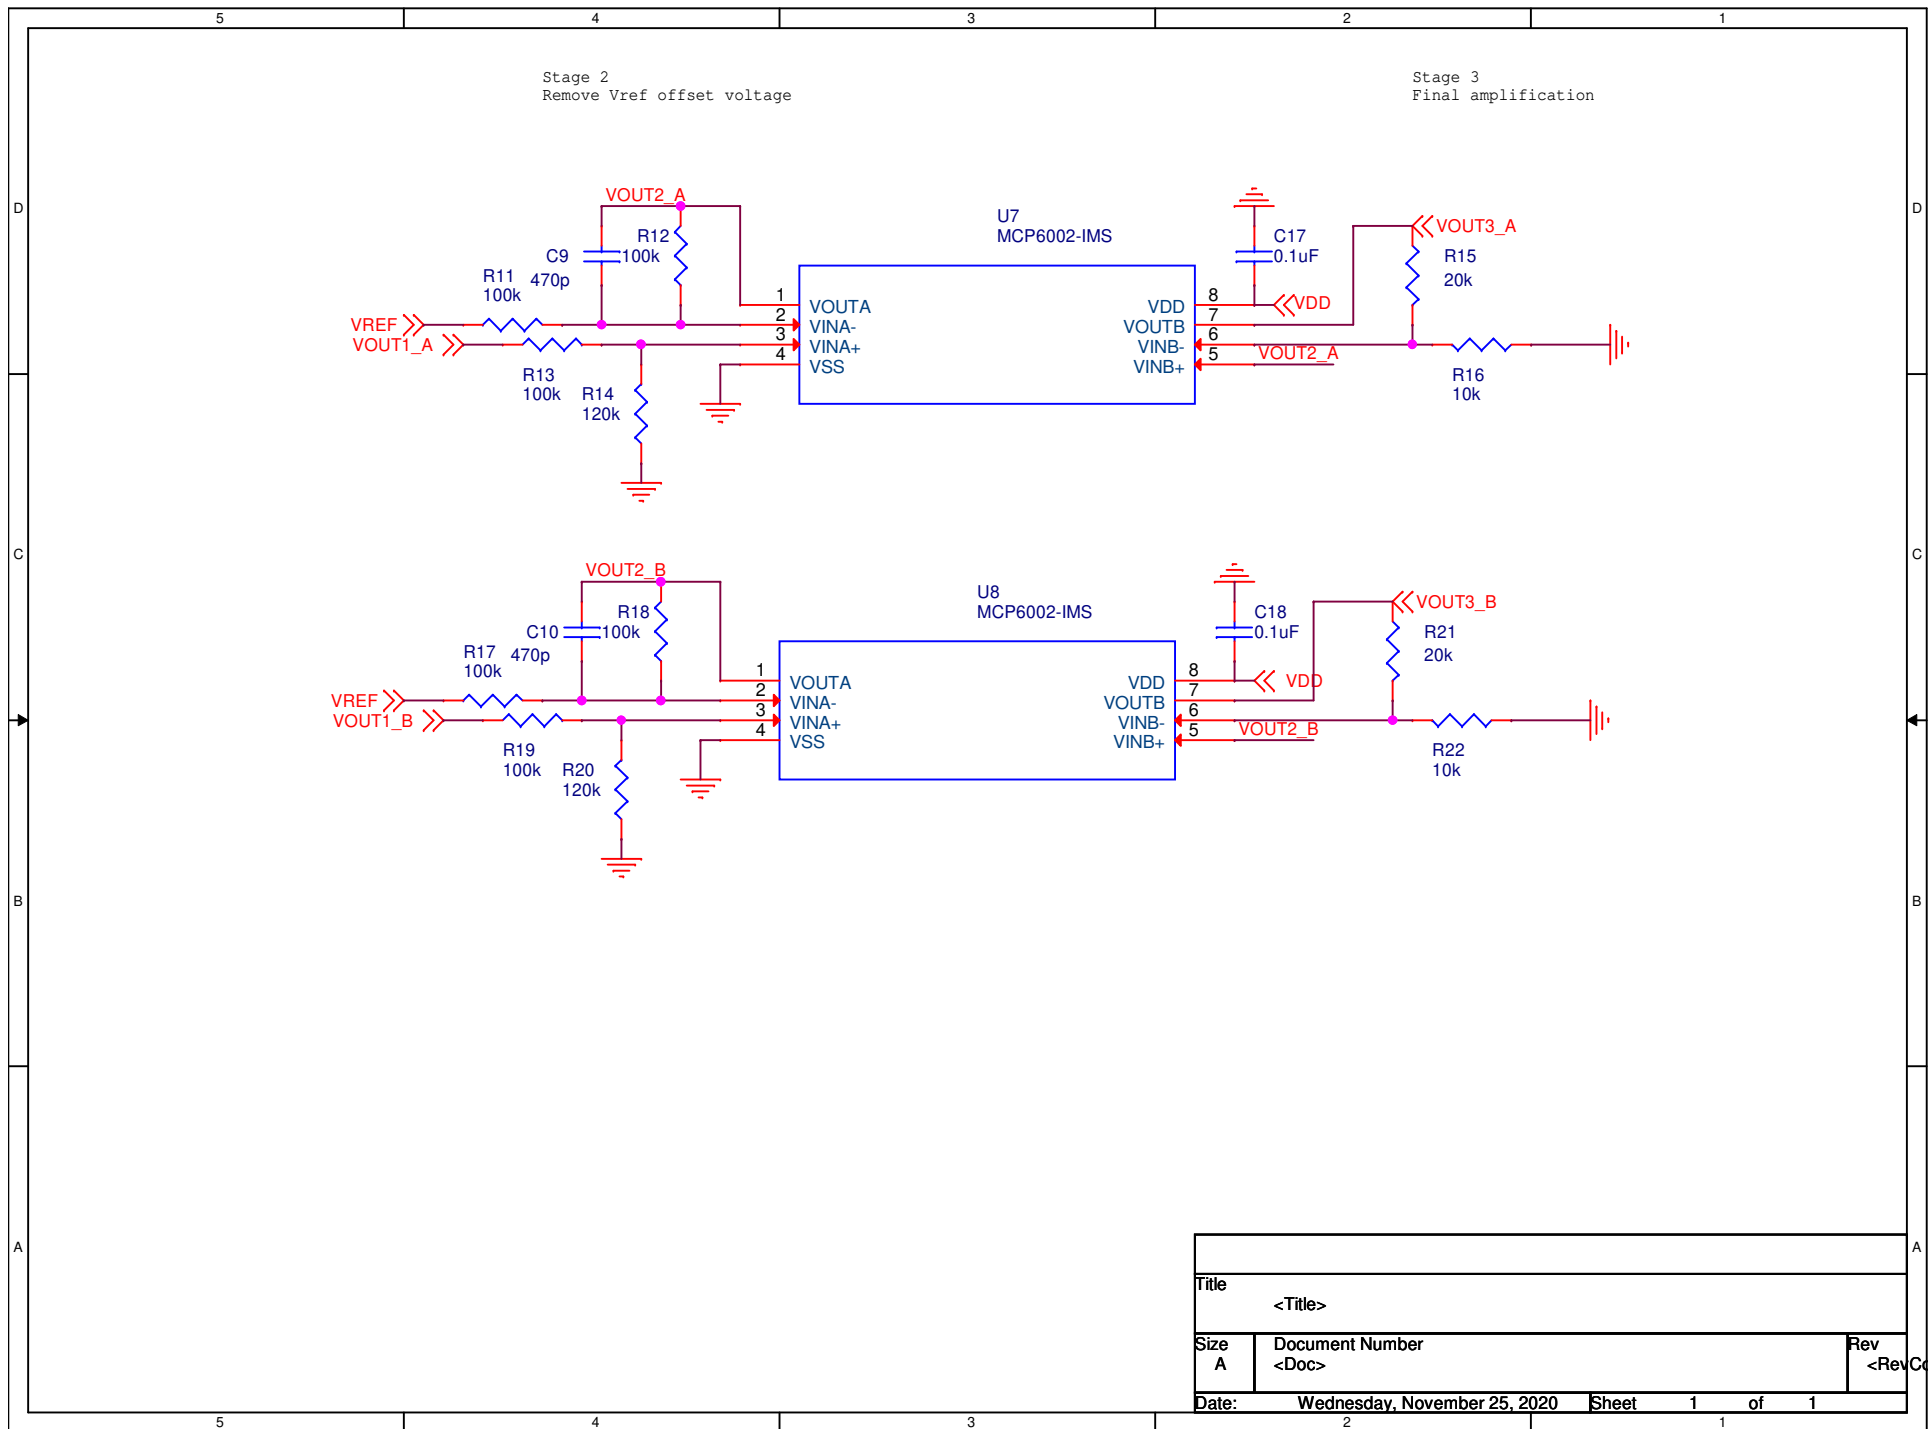 5 4 3 2 1
Stage 2
Remove Vref offset voltage
Stage 3
Final amplification
D D
VOUT2_A
R12
100k
C9
470p
R11
100k
VREF
VOUT1_A
R13
100k
R14
120k
U7
MCP6002-IMS
1 VOUTA
2 VINA-
3 VINA+
4 VSS
VDD 8
VOUTB 7
VINB- 6
VINB+ 5
C17
0.1uF
VDD
VOUT2_A
VOUT3_A
R15
20k
R16
10k
C C
VOUT2_B
R18
100k
C10
470p
R17
100k
VREF
VOUT1_B
R19
100k
R20
120k
U8
MCP6002-IMS
1 VOUTA
2 VINA-
3 VINA+
4 VSS
VDD 8
VOUTB 7
VINB- 6
VINB+ 5
C18
0.1uF
VDD
VOUT2_B
VOUT3_B
R21
20k
R22
10k
B B
A A
Title
<Title>
Size
A
Document Number
<Doc>
Rev
<RevCo
Date: Wednesday, November 25, 2020 Sheet 1 of 1
5 4 3 2 1